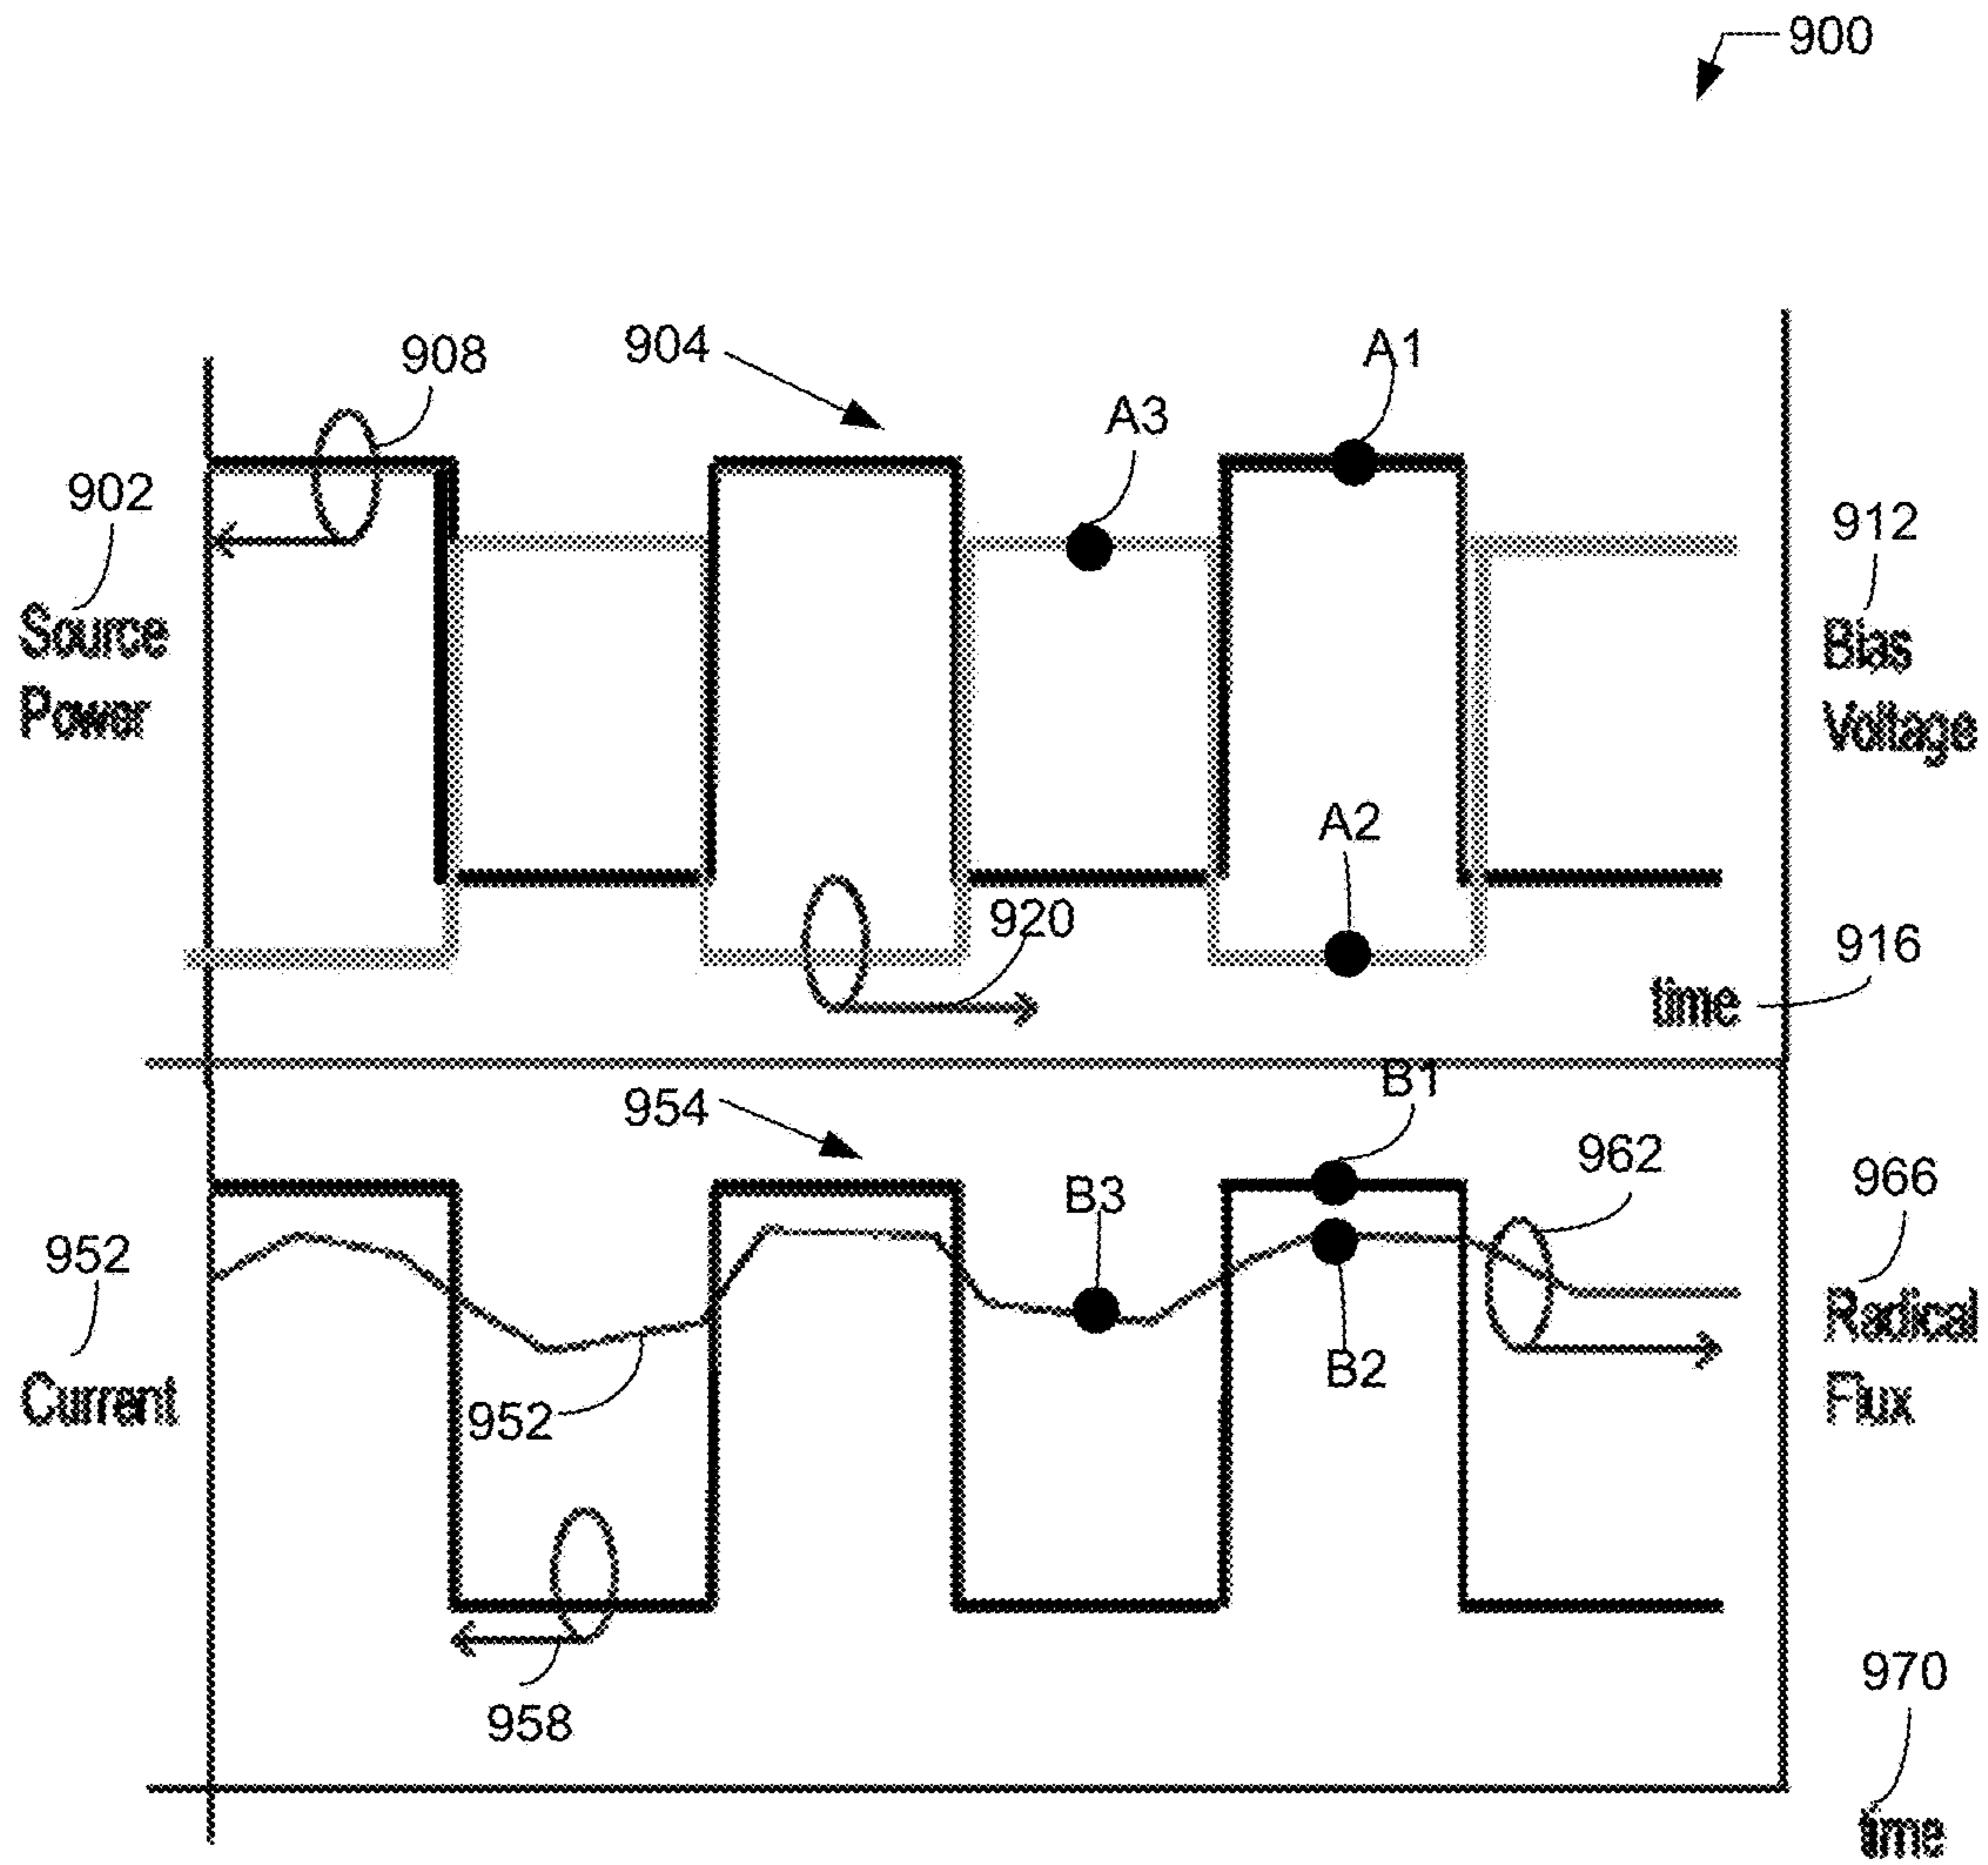 900
908
904
A1
A3
902
912
Source
Power
Bias
Voltage
A2
920
916
time
B1
954
962
966
B3
952
Radical
Flux
B2
Current
952
958
970
time